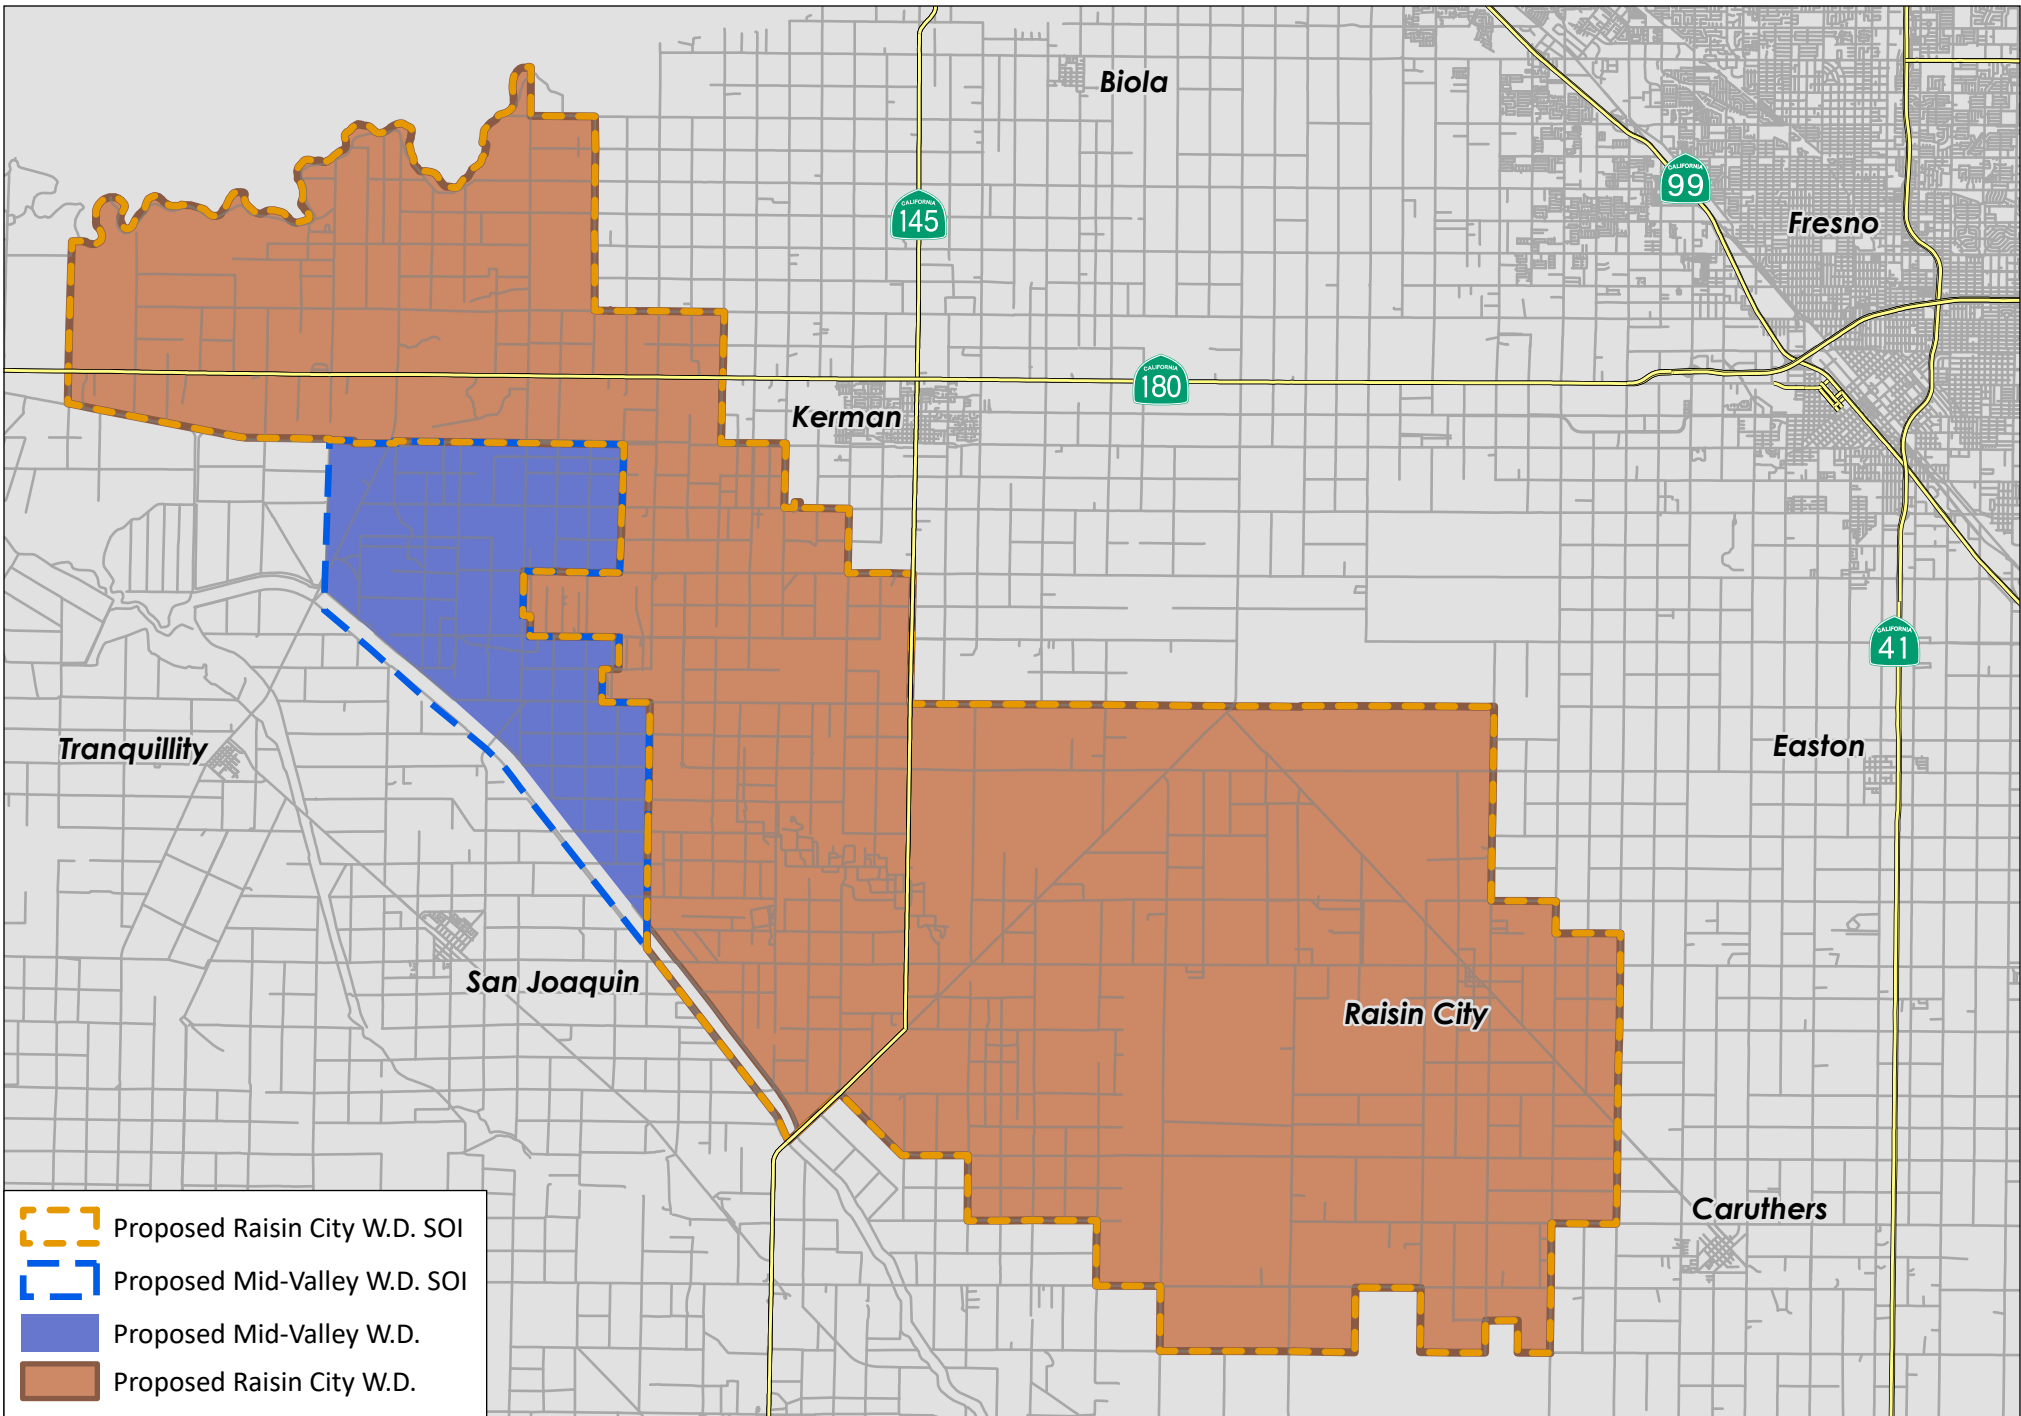 Biola
CALIFORNIA
99
CALIFORNIA
145
Fresno
CALIFORNIA
180
Kerman
CALIFORNIA
41
Tranquillity
Easton
San Joaquin
Raisin City
Caruthers
Proposed Raisin City W.D. SOI
Proposed Mid-Valley W.D. SOI
Proposed Mid-Valley W.D.
Proposed Raisin City W.D.